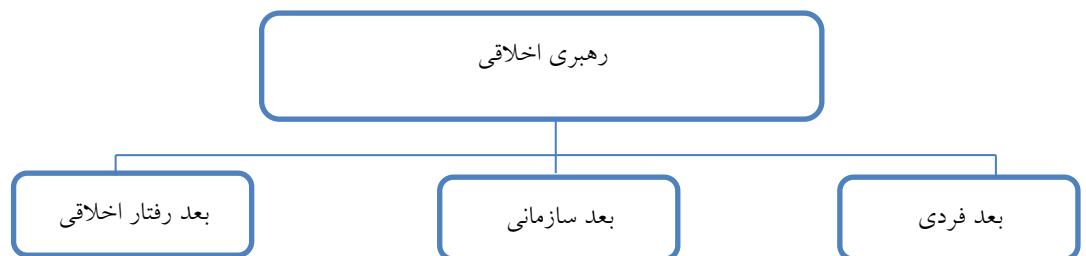 رهبری اخلاقی
بعد فردی
بعد سازمانی
بعد رفتار اخلاقی